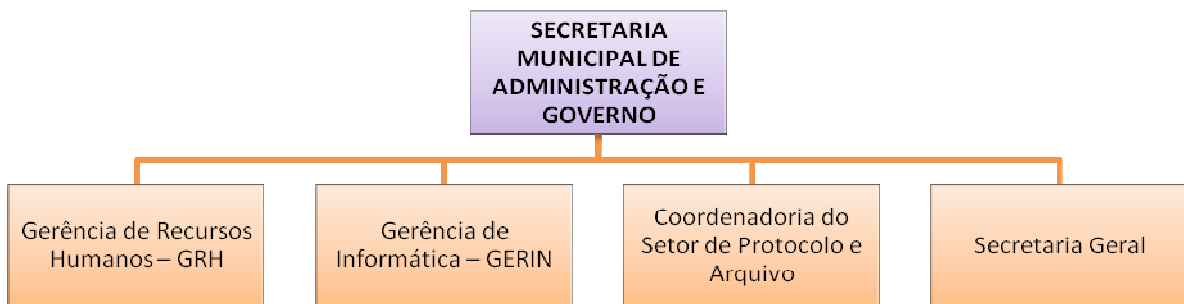 SECRETARIA
MUNICIPAL DE
ADMINISTRAÇÃO E
GOVERNO
Gerência de Recursos
Humanos – GRH
Gerência de
Informática – GERIN
Coordenadoria do
Setor de Protocolo e
Arquivo
Secretaria Geral